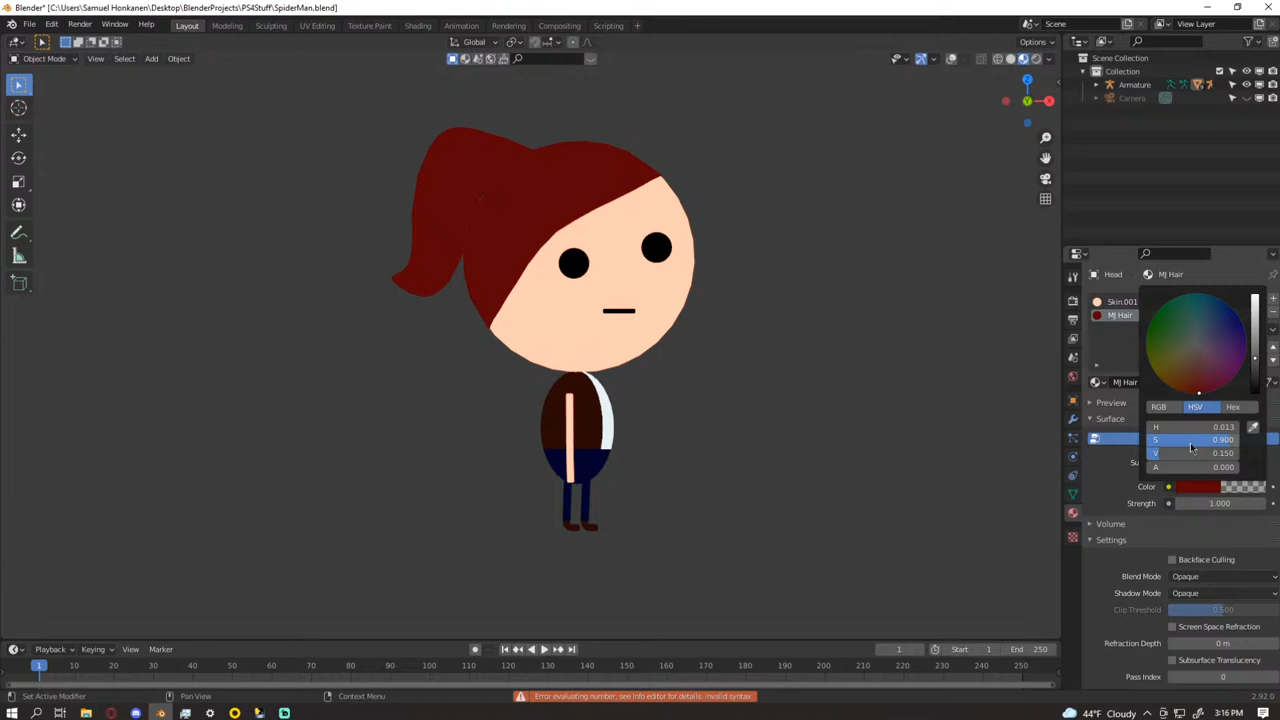 Blender* [C:\Users\Samuel Honkanen\Desktop\BlenderProjects\PS4Stuff\SpiderMan.blend]
File Edit Render Window Help Layout Modeling Sculpting UV Editing Texture Paint Shading Animation Rendering Compositing Scripting + Scene View Layer
Global Options
Object Mode View Select Add Object
Scene Collection
Collection
Armature
Camera
Z
Y X
Head MJ Hair
Skin.001
MJ Hair
MJ Hair
RGB HSV Hex
Preview
Surface
H 0.013
S 0.900
V 0.150
Su
A 0.000
Color
Strength 1.000
Volume
Settings
Backface Culling
Blend Mode Opaque
Shadow Mode Opaque
Clip Threshold 0.500
Screen Space Refraction
Refraction Depth 0 m
Subsurface Translucency
Pass Index 0
Playback Keying View Marker 1 Start 1 End 250
1 10 20 30 40 50 60 70 80 90 100 110 120 130 140 150 160 170 180 190 200 210 220 230 240 250
Set Active Modifier Pan View Context Menu Error evaluating number, see Info editor for details: invalid syntax 2.92.0
44°F Cloudy 3:16 PM